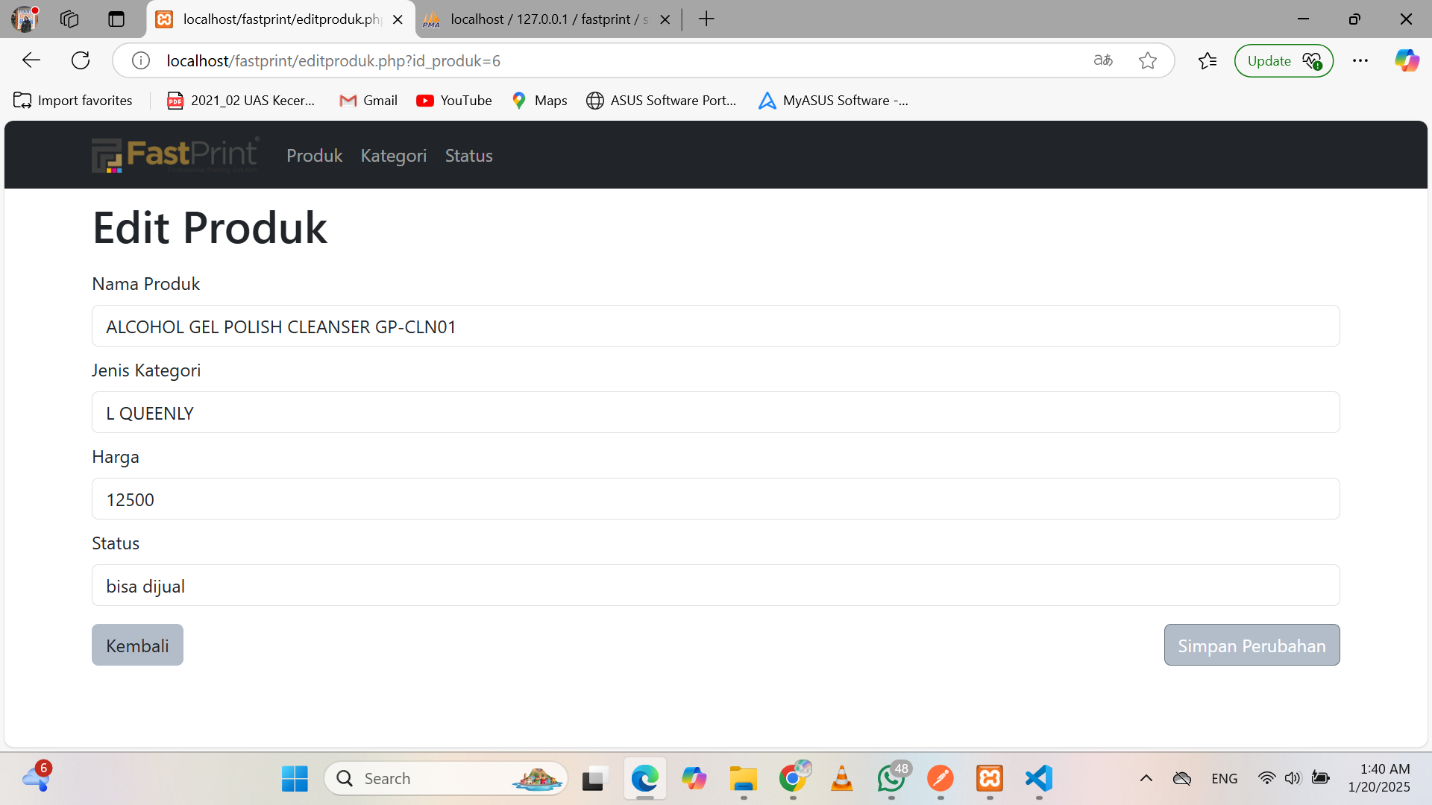 localhost/fastprint/editproduk.php
localhost / 127.0.0.1 / fastprint / s
localhost/fastprint/editproduk.php?id_produk=6
Update
Import favorites
2021_02 UAS Kecer...
Gmail
YouTube
Maps
ASUS Software Port...
MyASUS Software -...
FastPrint
Produk
Kategori
Status
Edit Produk
Nama Produk
ALCOHOL GEL POLISH CLEANSER GP-CLN01
Jenis Kategori
L QUEENLY
Harga
12500
Status
bisa dijual
Kembali
Simpan Perubahan
6
Search
48
ENG
1:40 AM
1/20/2025